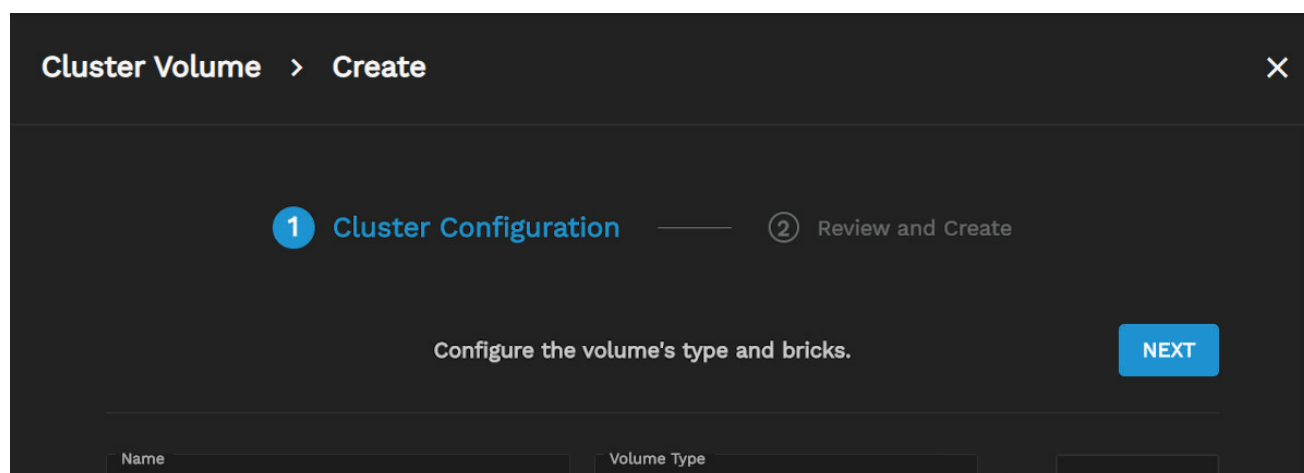 Cluster Volume > Create
1 Cluster Configuration 2 Review and Create
Configure the volume's type and bricks. NEXT
Name Volume Type